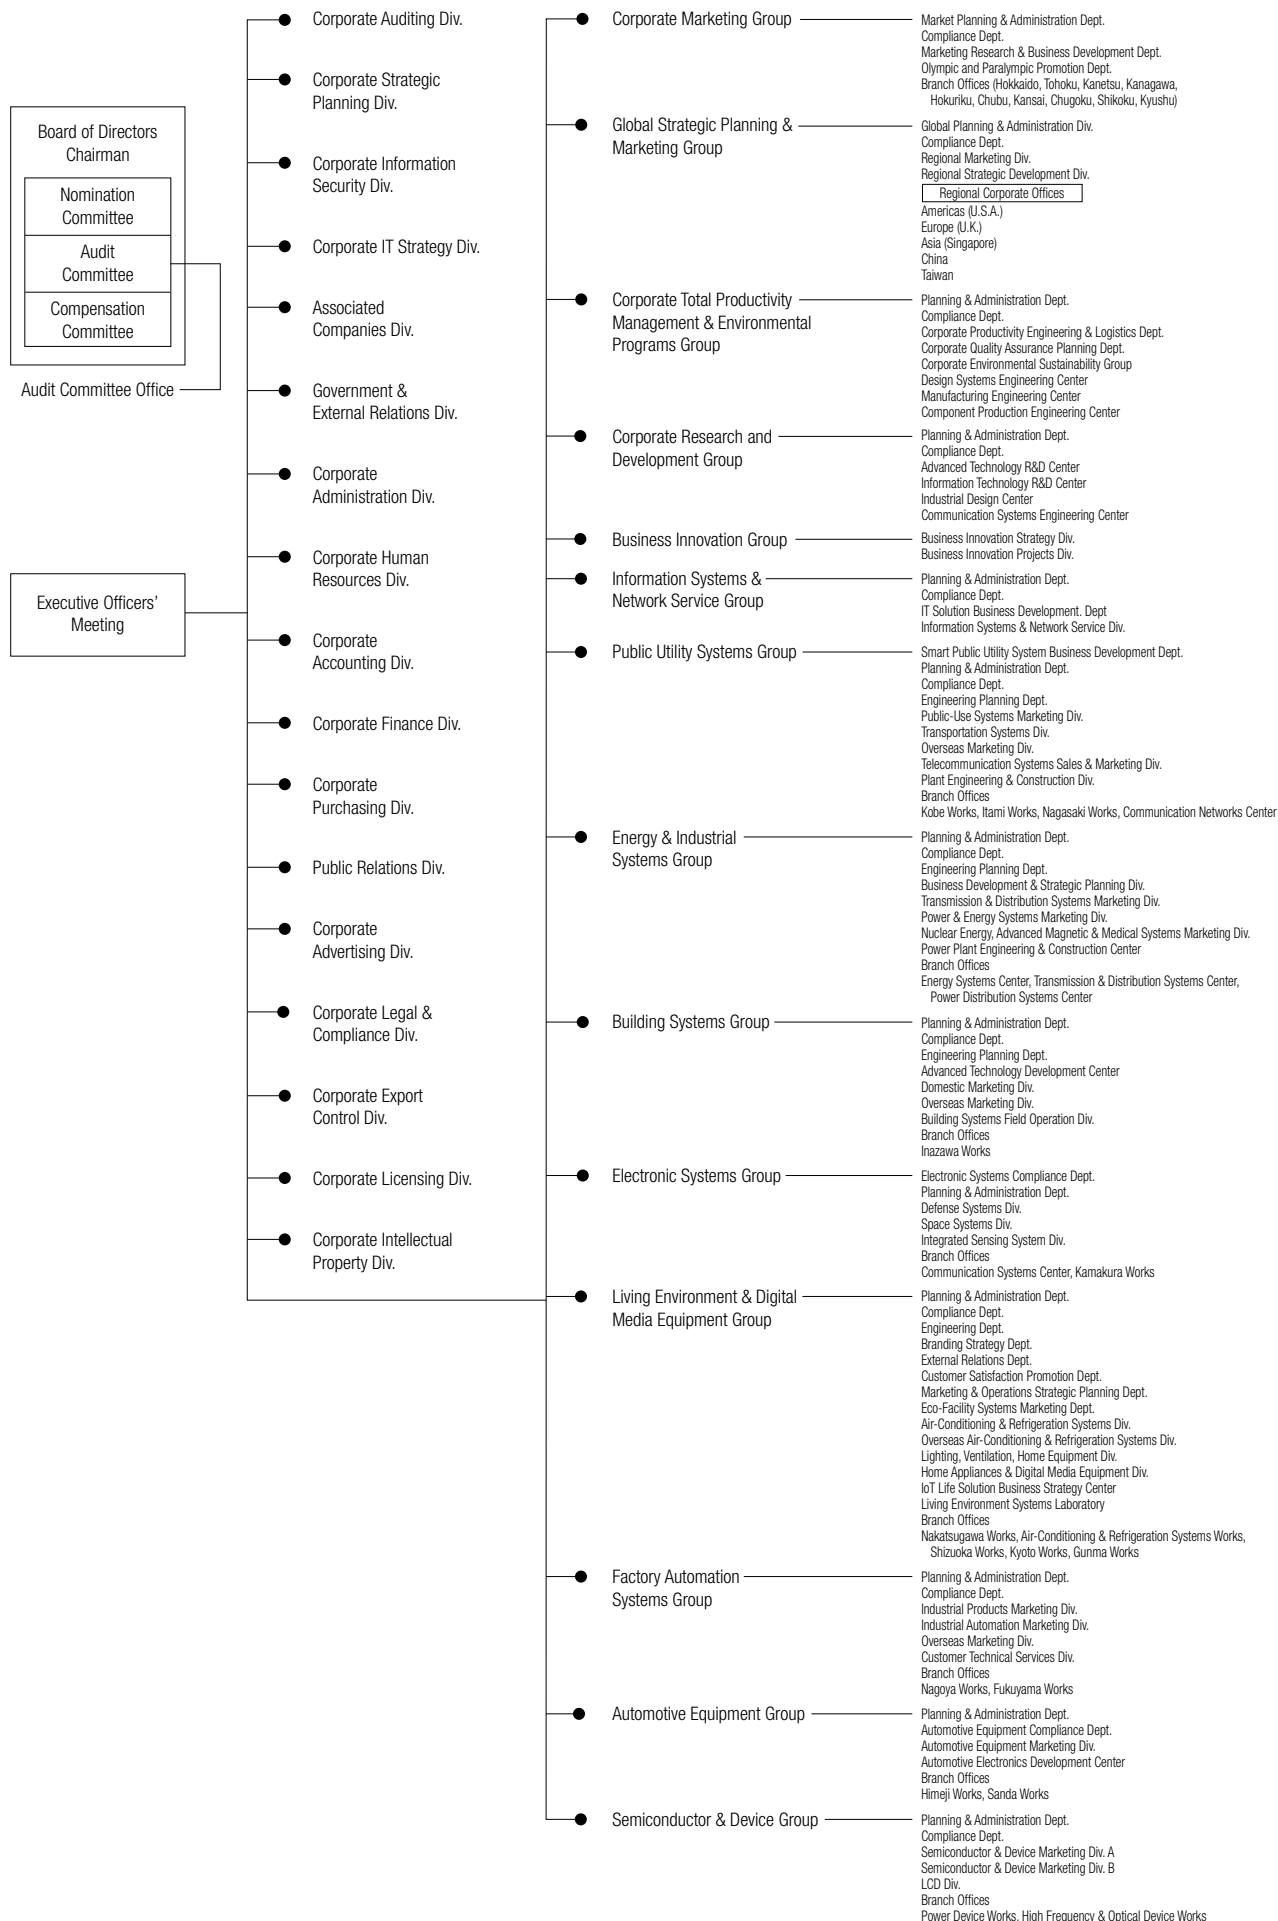 Board of Directors
Chairman
Nomination
Committee
Audit
Committee
Compensation
Committee
Audit Committee Office
Executive Officers’
Meeting
Corporate Auditing Div.
Corporate Strategic
Planning Div.
Corporate Information
Security Div.
Corporate IT Strategy Div.
Associated
Companies Div.
Government &
External Relations Div.
Corporate
Administration Div.
Corporate Human
Resources Div.
Corporate
Accounting Div.
Corporate Finance Div.
Corporate
Purchasing Div.
Public Relations Div.
Corporate
Advertising Div.
Corporate Legal &
Compliance Div.
Corporate Export
Control Div.
Corporate Licensing Div.
Corporate Intellectual
Property Div.
Corporate Marketing Group
Market Planning & Administration Dept.
Compliance Dept.
Marketing Research & Business Development Dept.
Olympic and Paralympic Promotion Dept.
Branch Offices (Hokkaido, Tohoku, Kanetsu, Kanagawa,
Hokuriku, Chubu, Kansai, Chugoku, Shikoku, Kyushu)
Global Strategic Planning &
Marketing Group
Global Planning & Administration Div.
Compliance Dept.
Regional Marketing Div.
Regional Strategic Development Div.
Regional Corporate Offices
Americas (U.S.A.)
Europe (U.K.)
Asia (Singapore)
China
Taiwan
Corporate Total Productivity
Management & Environmental
Programs Group
Planning & Administration Dept.
Compliance Dept.
Corporate Productivity Engineering & Logistics Dept.
Corporate Quality Assurance Planning Dept.
Corporate Environmental Sustainability Group
Design Systems Engineering Center
Manufacturing Engineering Center
Component Production Engineering Center
Corporate Research and
Development Group
Planning & Administration Dept.
Compliance Dept.
Advanced Technology R&D Center
Information Technology R&D Center
Industrial Design Center
Communication Systems Engineering Center
Business Innovation Group
Business Innovation Strategy Div.
Business Innovation Projects Div.
Information Systems &
Network Service Group
Planning & Administration Dept.
Compliance Dept.
IT Solution Business Development. Dept
Information Systems & Network Service Div.
Public Utility Systems Group
Smart Public Utility System Business Development Dept.
Planning & Administration Dept.
Compliance Dept.
Engineering Planning Dept.
Public-Use Systems Marketing Div.
Transportation Systems Div.
Overseas Marketing Div.
Telecommunication Systems Sales & Marketing Div.
Plant Engineering & Construction Div.
Branch Offices
Kobe Works, Itami Works, Nagasaki Works, Communication Networks Center
Energy & Industrial
Systems Group
Planning & Administration Dept.
Compliance Dept.
Engineering Planning Dept.
Business Development & Strategic Planning Div.
Transmission & Distribution Systems Marketing Div.
Power & Energy Systems Marketing Div.
Nuclear Energy, Advanced Magnetic & Medical Systems Marketing Div.
Power Plant Engineering & Construction Center
Branch Offices
Energy Systems Center, Transmission & Distribution Systems Center,
Power Distribution Systems Center
Building Systems Group
Planning & Administration Dept.
Compliance Dept.
Engineering Planning Dept.
Advanced Technology Development Center
Domestic Marketing Div.
Overseas Marketing Div.
Building Systems Field Operation Div.
Branch Offices
Inazawa Works
Electronic Systems Group
Electronic Systems Compliance Dept.
Planning & Administration Dept.
Defense Systems Div.
Space Systems Div.
Integrated Sensing System Div.
Branch Offices
Communication Systems Center, Kamakura Works
Living Environment & Digital
Media Equipment Group
Planning & Administration Dept.
Compliance Dept.
Engineering Dept.
Branding Strategy Dept.
External Relations Dept.
Customer Satisfaction Promotion Dept.
Marketing & Operations Strategic Planning Dept.
Eco-Facility Systems Marketing Dept.
Air-Conditioning & Refrigeration Systems Div.
Overseas Air-Conditioning & Refrigeration Systems Div.
Lighting, Ventilation, Home Equipment Div.
Home Appliances & Digital Media Equipment Div.
IoT Life Solution Business Strategy Center
Living Environment Systems Laboratory
Branch Offices
Nakatsugawa Works, Air-Conditioning & Refrigeration Systems Works,
Shizuoka Works, Kyoto Works, Gunma Works
Factory Automation
Systems Group
Planning & Administration Dept.
Compliance Dept.
Industrial Products Marketing Div.
Industrial Automation Marketing Div.
Overseas Marketing Div.
Customer Technical Services Div.
Branch Offices
Nagoya Works, Fukuyama Works
Automotive Equipment Group
Planning & Administration Dept.
Automotive Equipment Compliance Dept.
Automotive Equipment Marketing Div.
Automotive Electronics Development Center
Branch Offices
Himeji Works, Sanda Works
Semiconductor & Device Group
Planning & Administration Dept.
Compliance Dept.
Semiconductor & Device Marketing Div. A
Semiconductor & Device Marketing Div. B
LCD Div.
Branch Offices
Power Device Works, High Frequency & Optical Device Works